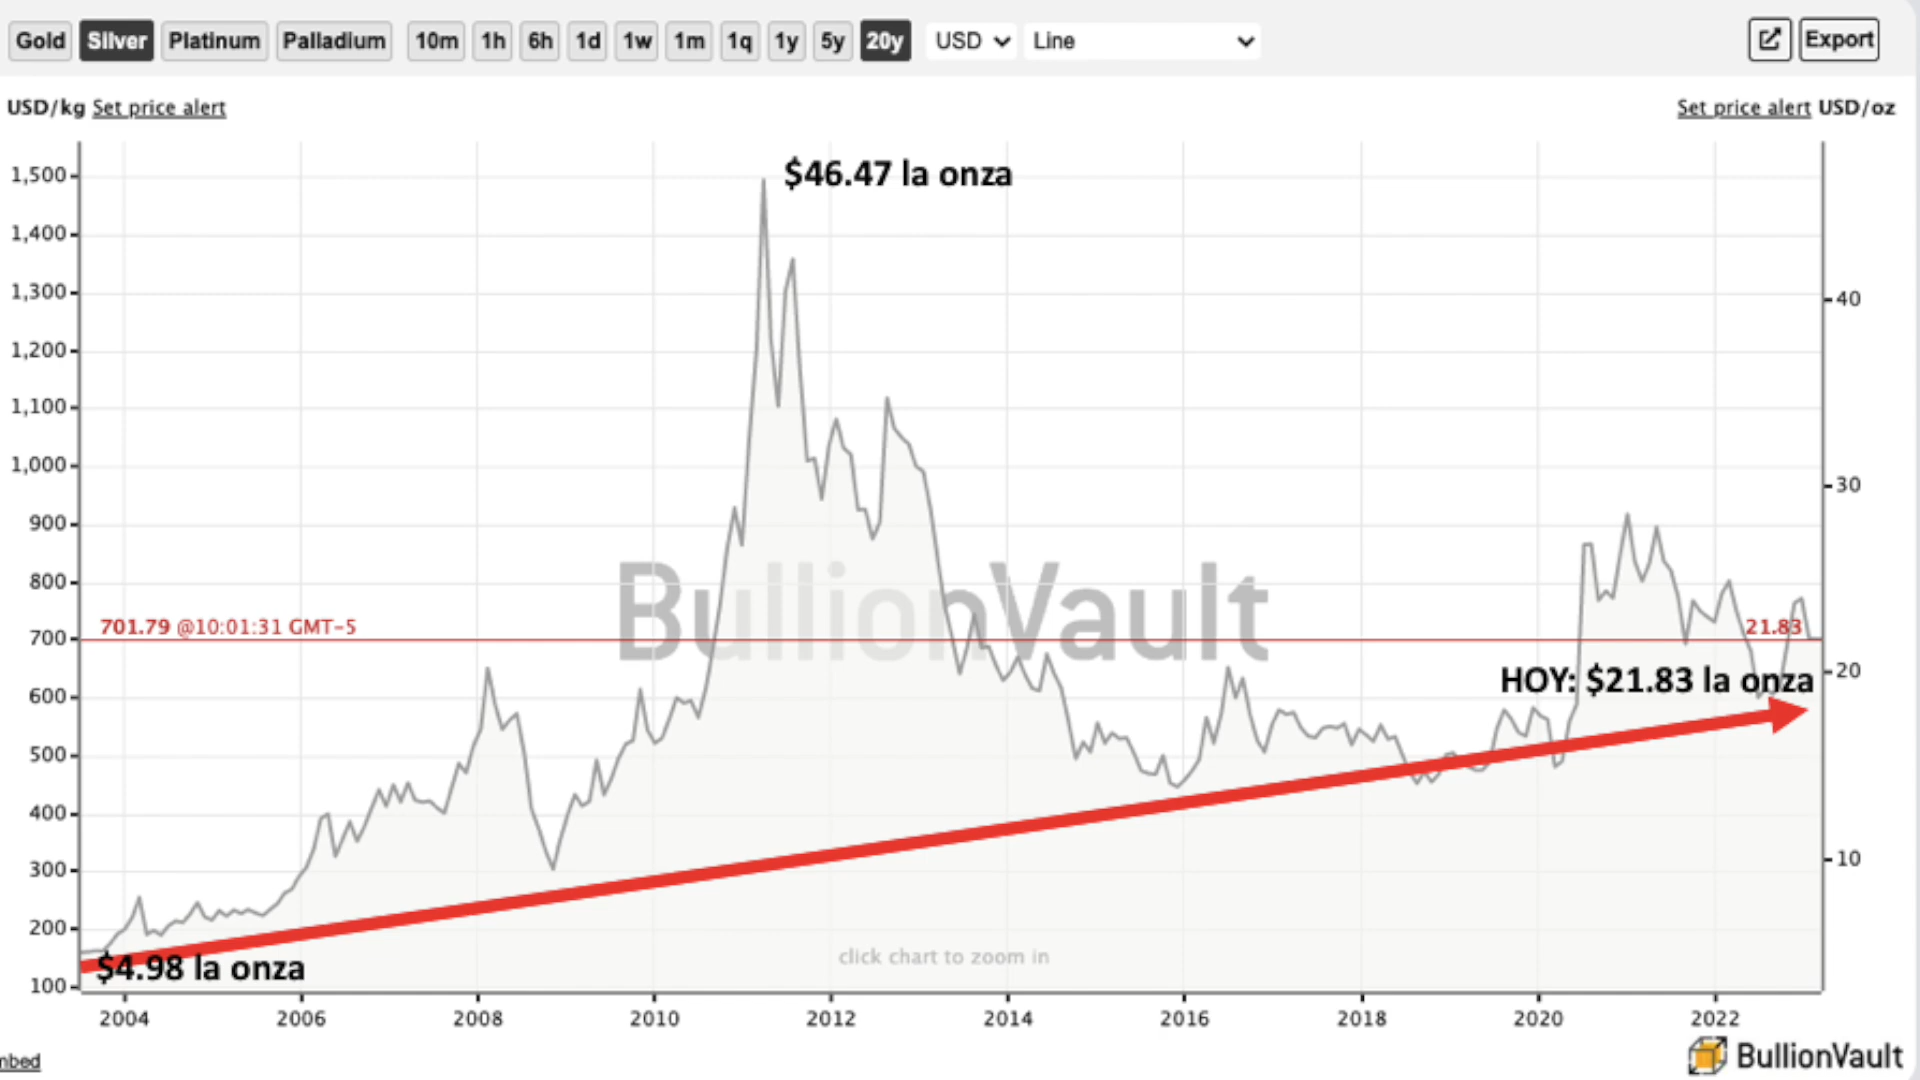 Gold Silver Platinum Palladium 10m 1h 6h 1d 1w 1m 1q 1y 5y 20y USD Line Export
USD/kg Set price alert
Set price alert USD/oz
$46.47 la onza
1,500
1,400
1,300
1,200
1,100
1,000
900
800
700
600
500
400
300
200
100
40
30
20
10
BullionVault
701.79 @10:01:31 GMT-5
21.83
HOY: $21.83 la onza
click chart to zoom in
$4.98 la onza
2004 2006 2008 2010 2012 2014 2016 2018 2020 2022
mbed
BullionVault